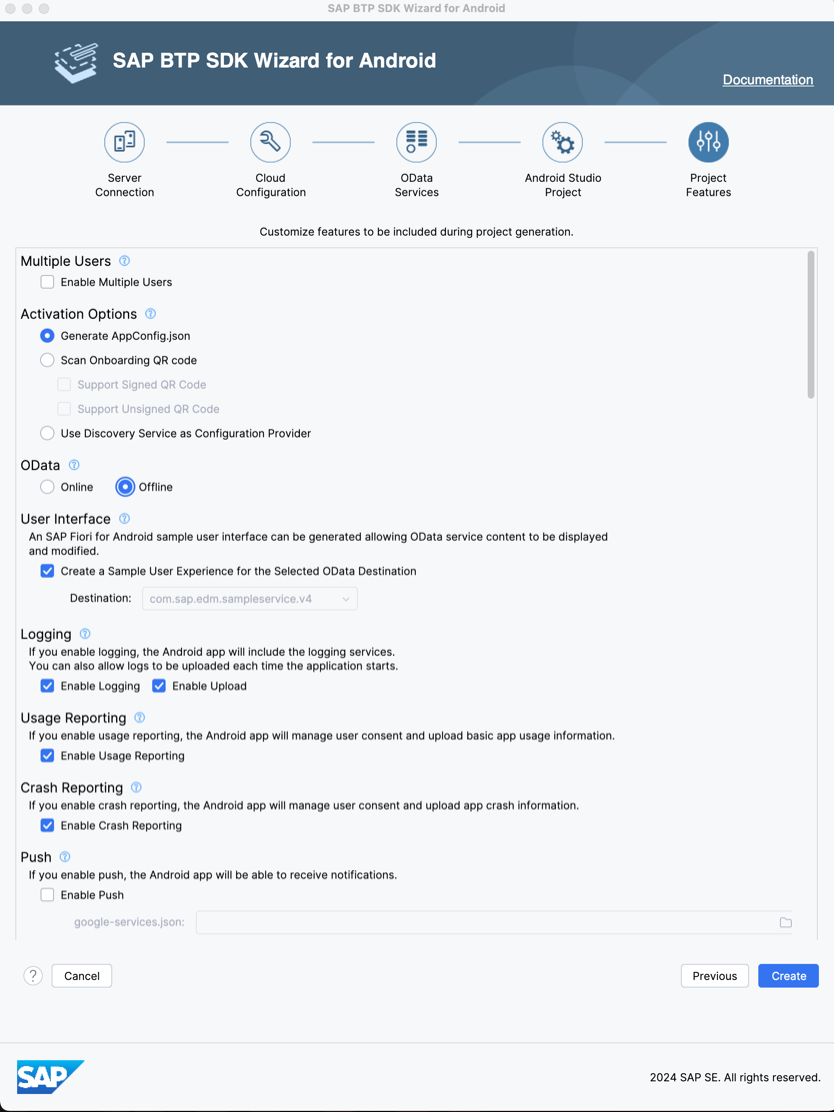 SAP BTP SDK Wizard for Android
SAP BTP SDK Wizard for Android
Documentation
Server
Connection
Cloud
Configuration
OData
Services
Android Studio
Project
Project
Features
Customize features to be included during project generation.
Multiple Users ?
Enable Multiple Users
Activation Options ?
Generate AppConfig.json
Scan Onboarding QR code
Support Signed QR Code
Support Unsigned QR Code
Use Discovery Service as Configuration Provider
OData ?
Online Offline
User Interface ?
An SAP Fiori for Android sample user interface can be generated allowing OData service content to be displayed
and modified.
Create a Sample User Experience for the Selected OData Destination
Destination: com.sap.edm.sampleservice.v4
Logging ?
If you enable logging, the Android app will include the logging services.
You can also allow logs to be uploaded each time the application starts.
Enable Logging Enable Upload
Usage Reporting ?
If you enable usage reporting, the Android app will manage user consent and upload basic app usage information.
Enable Usage Reporting
Crash Reporting ?
If you enable crash reporting, the Android app will manage user consent and upload app crash information.
Enable Crash Reporting
Push ?
If you enable push, the Android app will be able to receive notifications.
Enable Push
google-services.json:
? Cancel Previous Create
SAP 2024 SAP SE. All rights reserved.